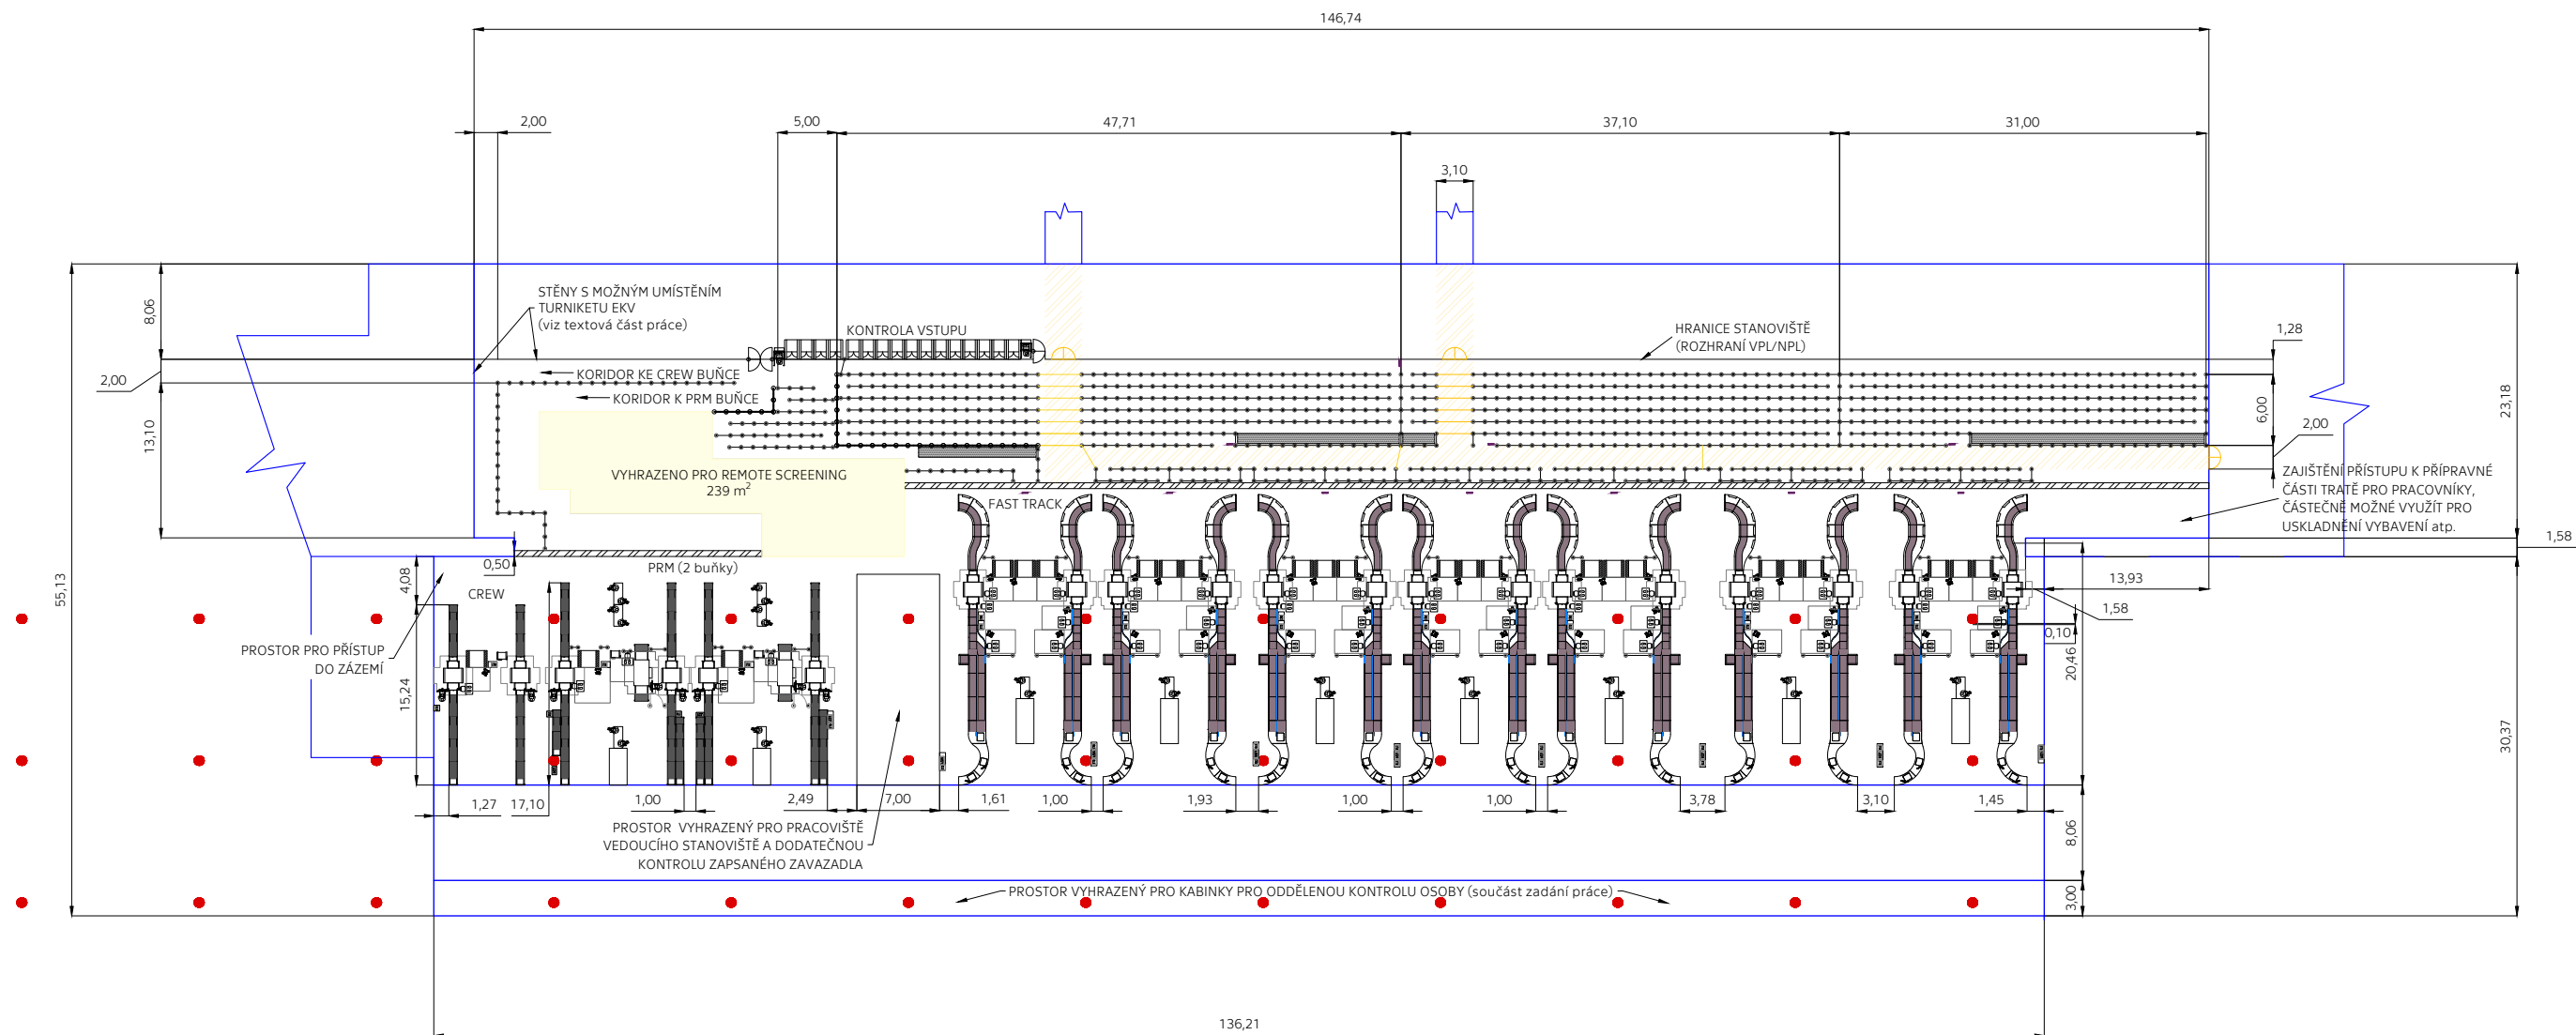 146,74
2,00
5,00
47,71
37,10
31,00
3,10
STĚNY S MOŽNÝM UMÍSTĚNÍM
TURNIKETU EKV
(viz textová část práce)
KONTROLA VSTUPU
HRANICE STANOVIŠTĚ
(ROZHRANÍ VPL/NPL)
8,06
1,28
2,00
KORIDOR KE CREW BUŇCE
KORIDOR K PRM BUŇCE
6,00
23,18
2,00
13,10
VYHRAZENO PRO REMOTE SCREENING
239 m²
ZAJIŠTĚNÍ PŘÍSTUPU K PŘÍPRAVNÉ
ČÁSTI TRATĚ PRO PRACOVNÍKY,
ČÁSTEČNĚ MOŽNÉ VYUŽÍT PRO
USKLADNĚNÍ VYBAVENÍ atp.
FAST TRACK
1,58
0,50
PRM (2 buňky)
55,13
4,08
CREW
13,93
1,58
0,10
PROSTOR PRO PŘÍSTUP
DO ZÁZEMÍ
20,46
15,24
30,37
1,27
17,10
1,00
2,49
7,00
1,61
1,00
1,93
1,00
1,00
3,78
3,10
1,45
PROSTOR VYHRAZENÝ PRO PRACOVIŠTĚ
VEDOUCÍHO STANOVIŠTĚ A DODATEČNOU
KONTROLU ZAPSANÉHO ZAVAZADLA
8,06
PROSTOR VYHRAZENÝ PRO KABINKY PRO ODDĚLENOU KONTROLU OSOBY (součást zadání práce)
3,00
136,21